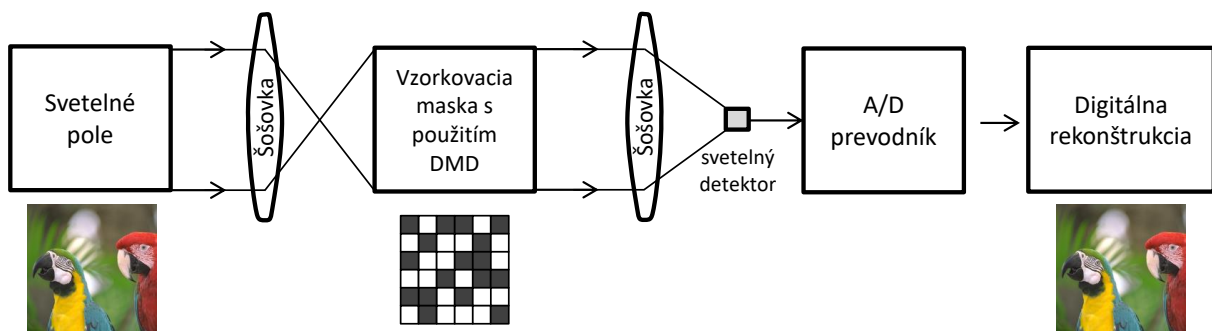 Svetelné
pole
Šošovka
Vzorkovacia
maska s
použitím
DMD
Šošovka
svetelný
detektor
A/D
prevodník
Digitálna
rekonštrukcia